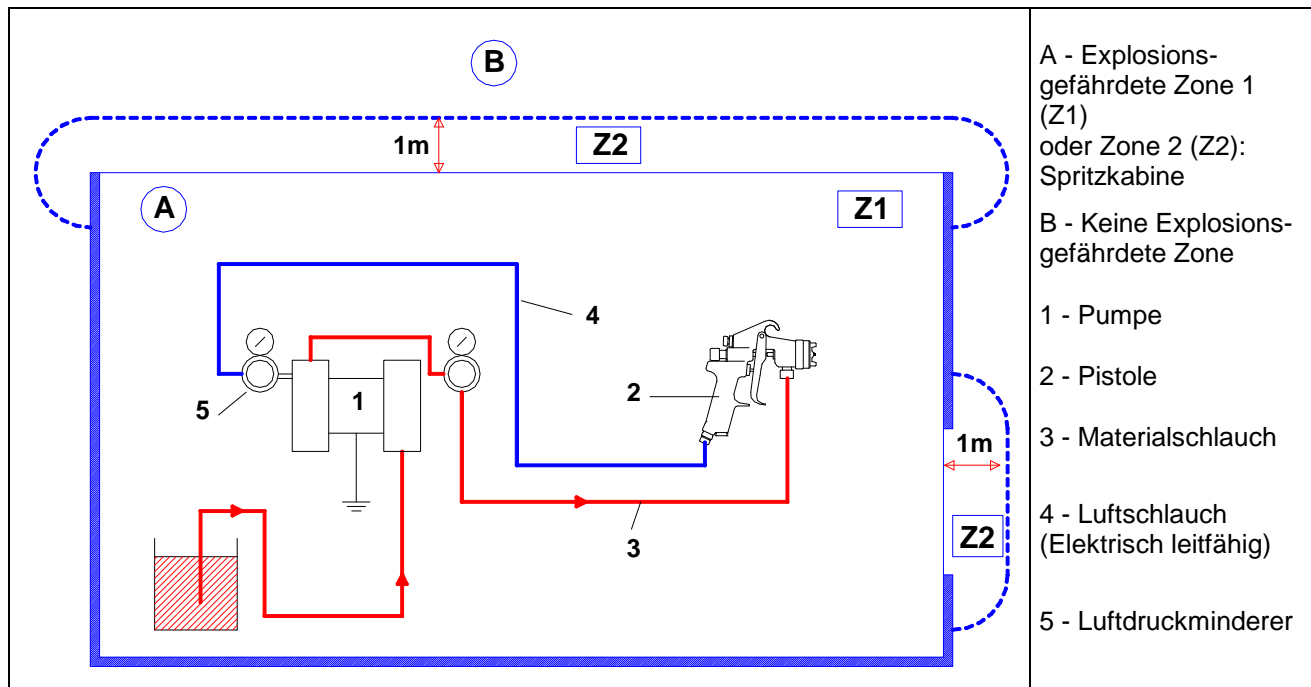 B
1m
Z2
A
Z1
4
5
1
2
1m
3
Z2
A - Explosions-
gefährdete Zone 1
(Z1)
oder Zone 2 (Z2):
Spritzkabine
B - Keine Explosions-
gefährdete Zone
1 - Pumpe
2 - Pistole
3 - Materialschlauch
4 - Luftschlauch
(Elektrisch leitfähig)
5 - Luftdruckminderer